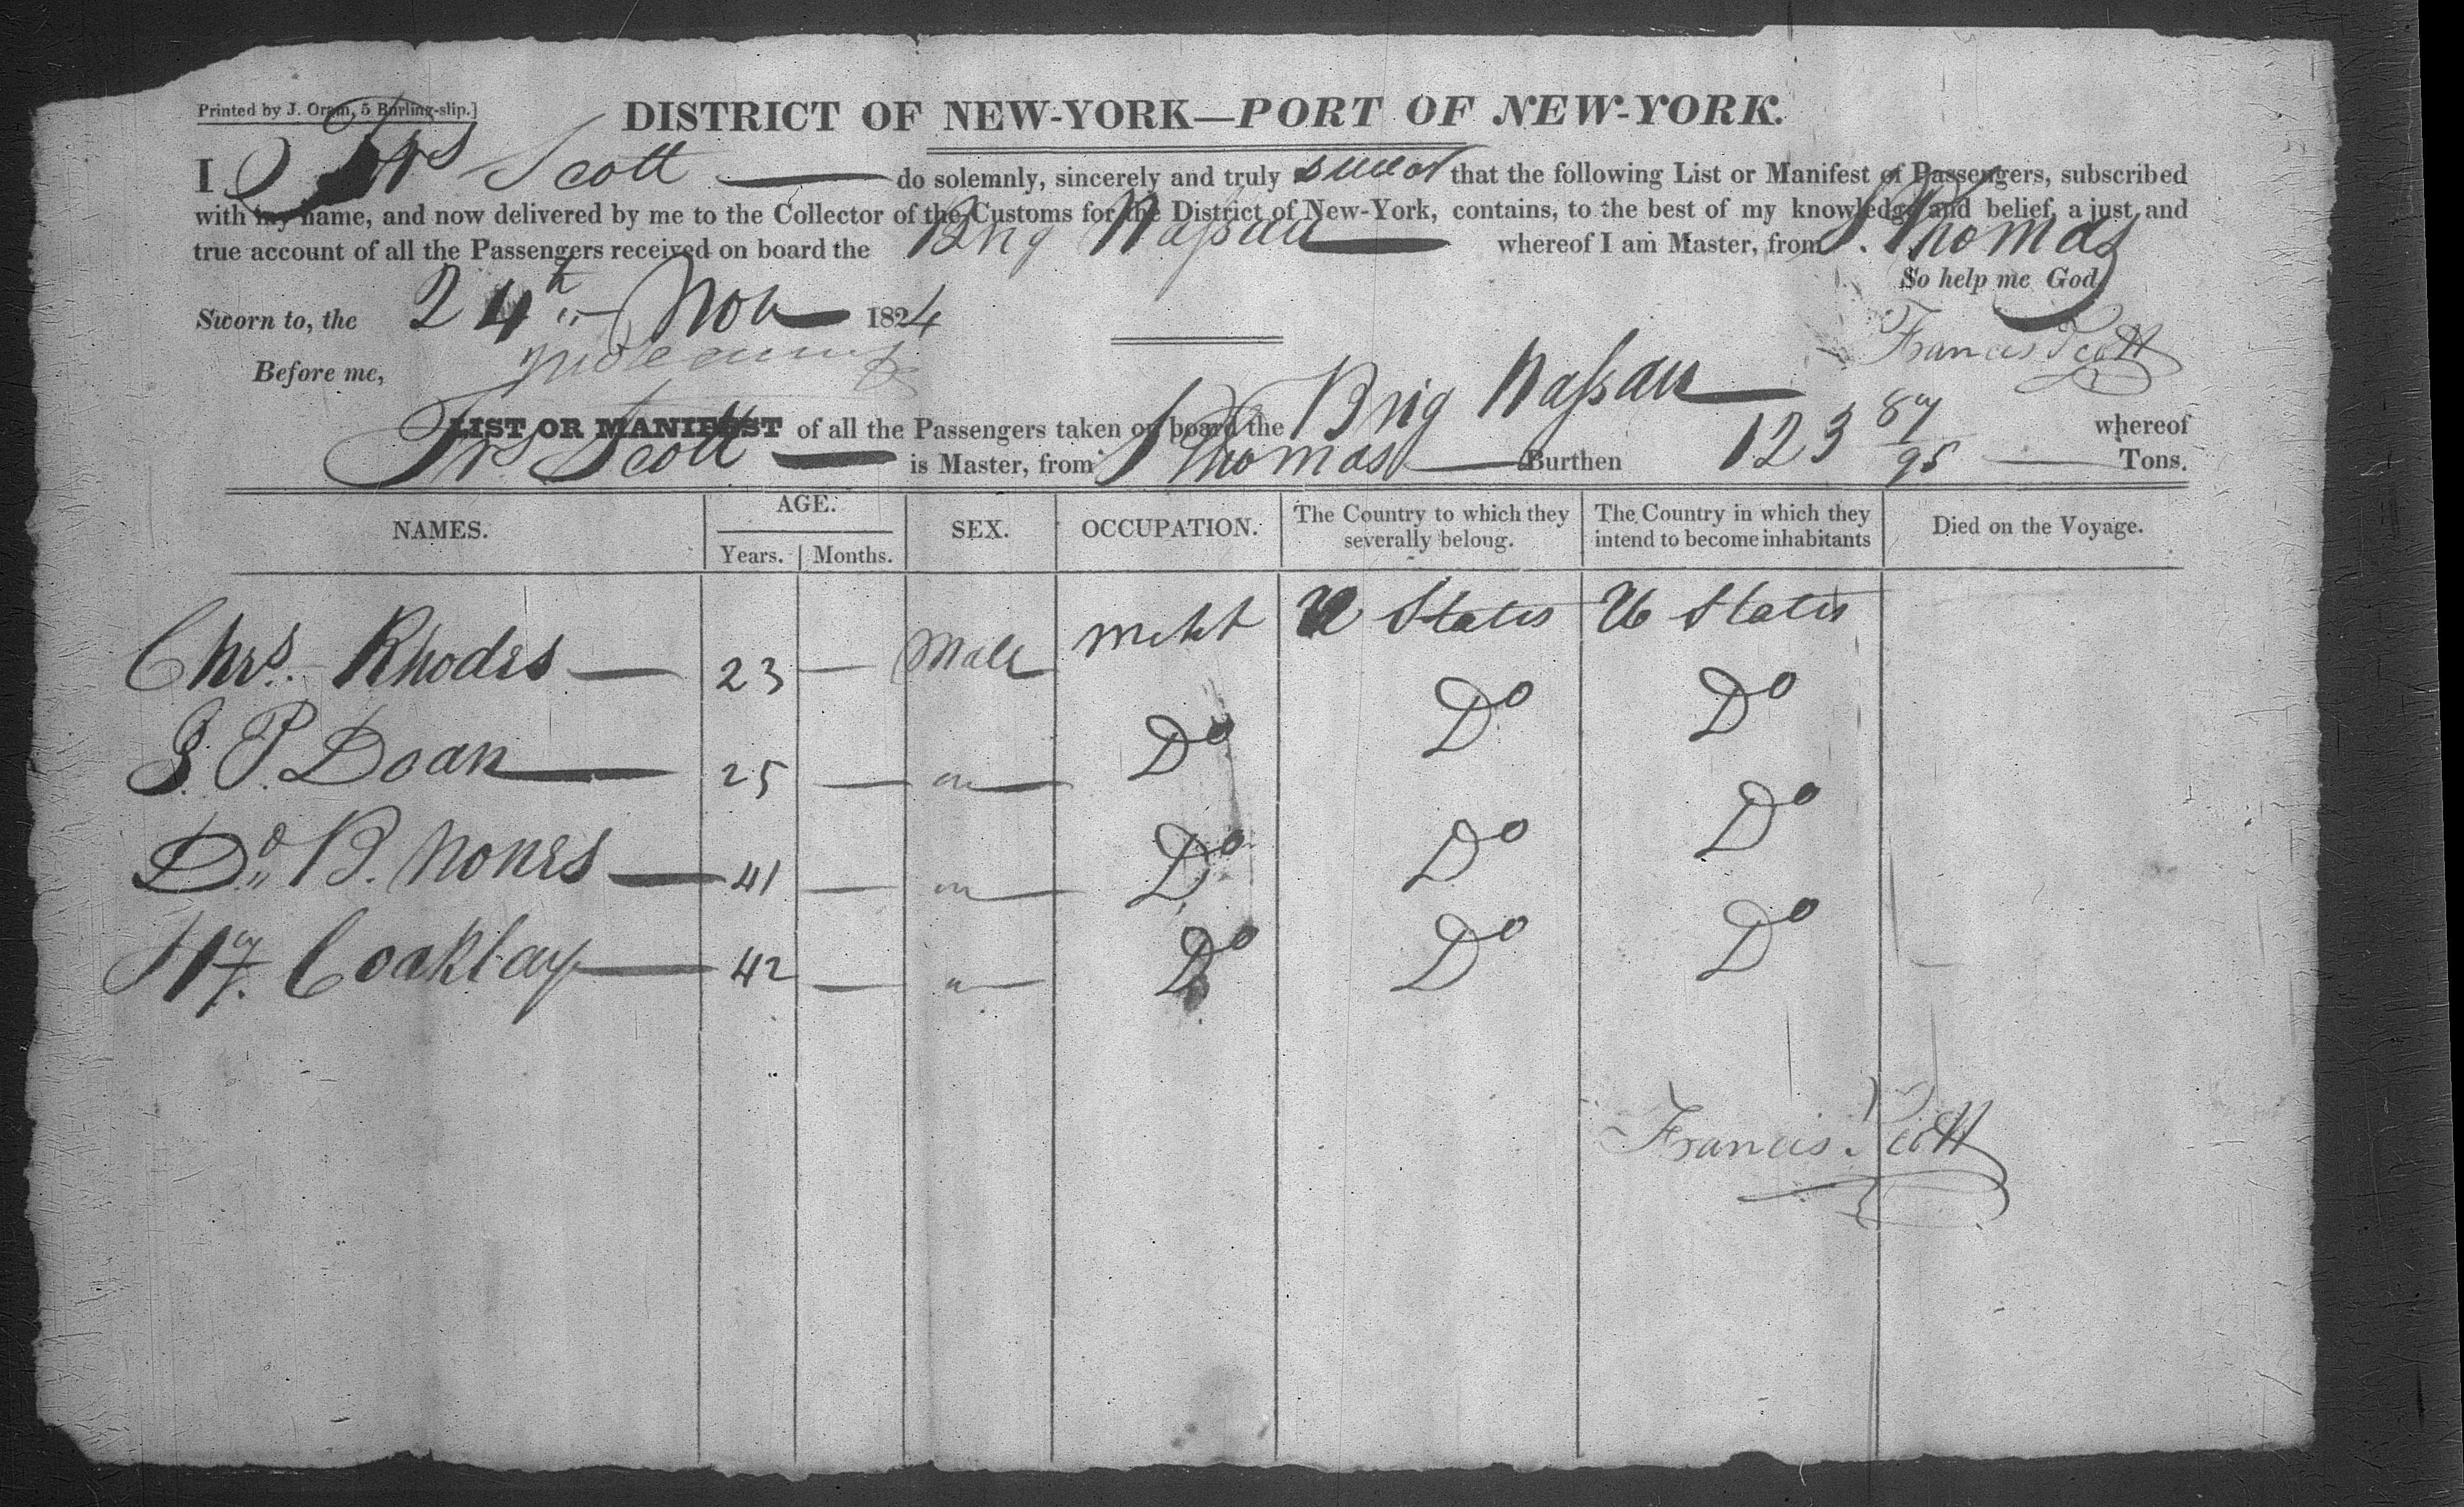 Printed by J. Oram, 5 Burling-slip.]
DISTRICT OF NEW-YORK—PORT OF NEW-YORK.
I Frs Scott — do solemnly, sincerely and truly swear that the following List or Manifest of Passengers, subscribed
with my name, and now delivered by me to the Collector of the Customs for the District of New-York, contains, to the best of my knowledge and belief, a just and
true account of all the Passengers received on board the Brig Nassau — whereof I am Master, from St. Thomas
So help me God.
Sworn to, the 24th Nov — 1824
Francis Scott
Before me,
LIST OR MANIFEST of all the Passengers taken on board the Brig Nassau — whereof
Frs Scott — is Master, from St Thomas — Burthen 123 87/95 — Tons.
NAMES. AGE. SEX. OCCUPATION. The Country to which they severally belong. The Country in which they intend to become inhabitants Died on the Voyage.
Years. Months.
Chrs. Rhodes — 23 — Male Mcht U States U States
J. P. Doan — 25 — — Do Do Do
Dd B. Nones — 41 — — Do Do Do
Hy. Coaklay — 42 — — Do Do Do
Francis Scott